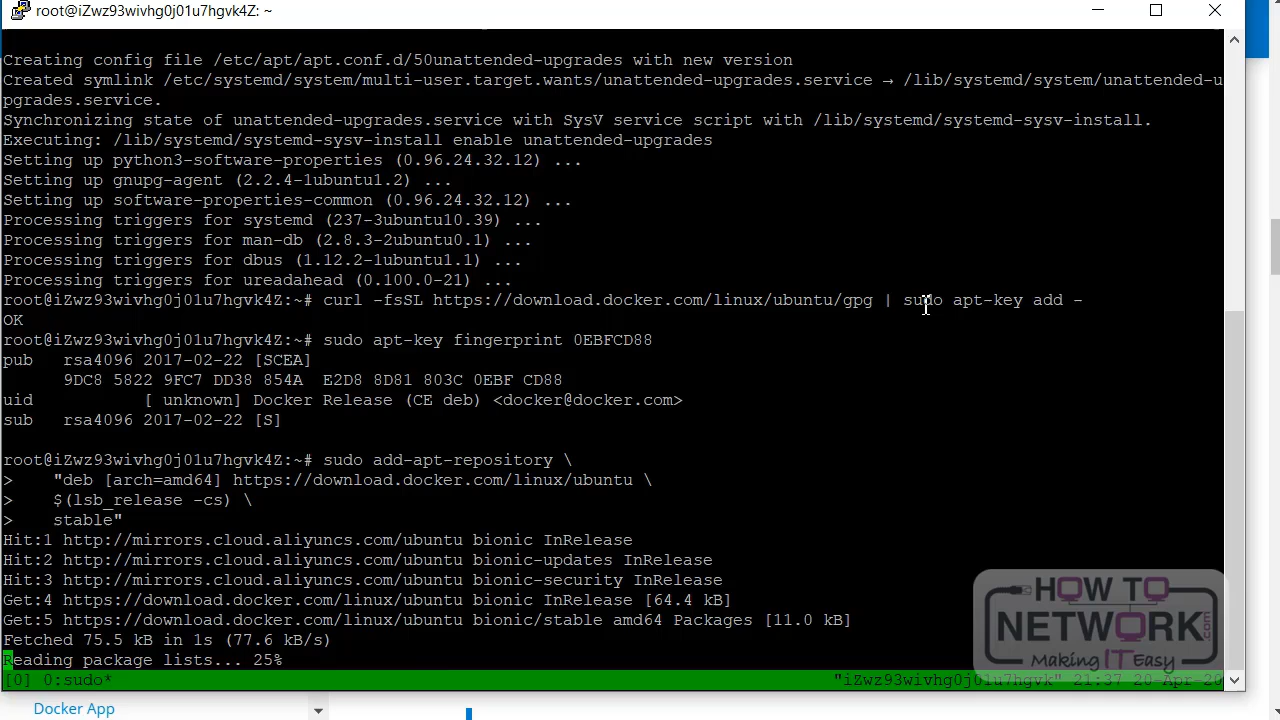 root@iZwz93wivhg0j01u7hgvk4Z: ~
Creating config file /etc/apt/apt.conf.d/50unattended-upgrades with new version
Created symlink /etc/systemd/system/multi-user.target.wants/unattended-upgrades.service → /lib/systemd/system/unattended-u
pgrades.service.
Synchronizing state of unattended-upgrades.service with SysV service script with /lib/systemd/systemd-sysv-install.
Executing: /lib/systemd/systemd-sysv-install enable unattended-upgrades
Setting up python3-software-properties (0.96.24.32.12) ...
Setting up gnupg-agent (2.2.4-1ubuntu1.2) ...
Setting up software-properties-common (0.96.24.32.12) ...
Processing triggers for systemd (237-3ubuntu10.39) ...
Processing triggers for man-db (2.8.3-2ubuntu0.1) ...
Processing triggers for dbus (1.12.2-1ubuntu1.1) ...
Processing triggers for ureadahead (0.100.0-21) ...
root@iZwz93wivhg0j01u7hgvk4Z:~# curl -fsSL https://download.docker.com/linux/ubuntu/gpg | sudo apt-key add -
OK
root@iZwz93wivhg0j01u7hgvk4Z:~# sudo apt-key fingerprint 0EBFCD88
pub   rsa4096 2017-02-22 [SCEA]
      9DC8 5822 9FC7 DD38 854A  E2D8 8D81 803C 0EBF CD88
uid           [ unknown] Docker Release (CE deb) <docker@docker.com>
sub   rsa4096 2017-02-22 [S]
root@iZwz93wivhg0j01u7hgvk4Z:~# sudo add-apt-repository \
>    "deb [arch=amd64] https://download.docker.com/linux/ubuntu \
>    $(lsb_release -cs) \
>    stable"
Hit:1 http://mirrors.cloud.aliyuncs.com/ubuntu bionic InRelease
Hit:2 http://mirrors.cloud.aliyuncs.com/ubuntu bionic-updates InRelease
Hit:3 http://mirrors.cloud.aliyuncs.com/ubuntu bionic-security InRelease
Get:4 https://download.docker.com/linux/ubuntu bionic InRelease [64.4 kB]
Get:5 https://download.docker.com/linux/ubuntu bionic/stable amd64 Packages [11.0 kB]
Fetched 75.5 kB in 1s (77.6 kB/s)
Reading package lists... 25%
[0] 0:sudo* "iZwz93wivhg0j01u7hgvk" 21:37 20-Apr-20
HOW TO
NETWORK.com
Making IT Easy
Docker App